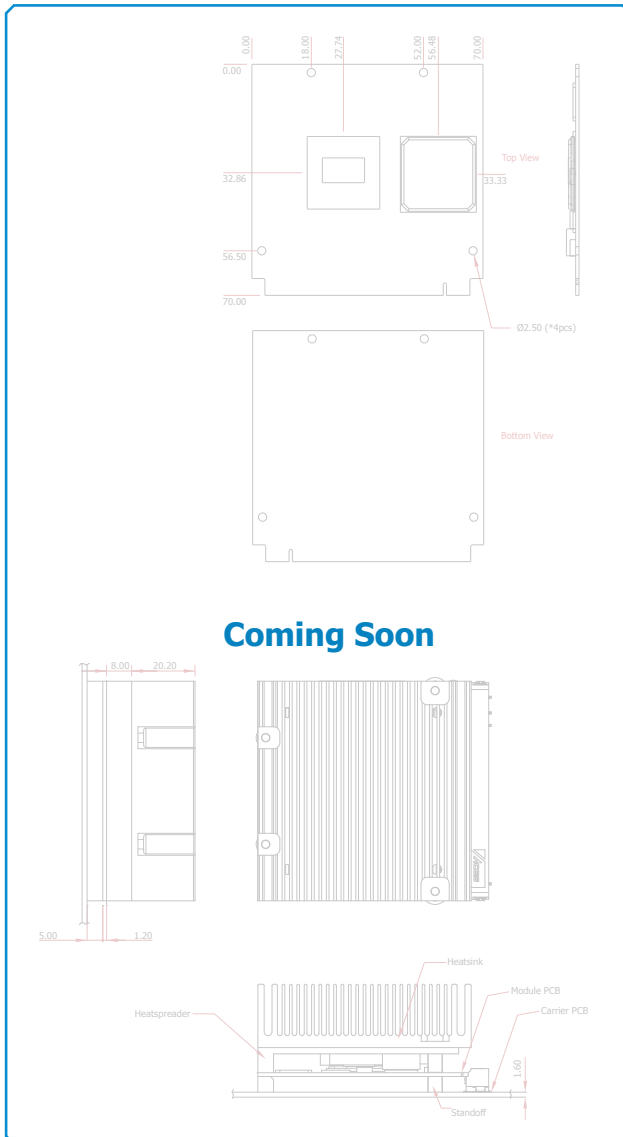 0.00
18.00
27.74
52.00
56.48
70.00
0.00
Top View
32.86
33.33
56.50
70.00
Ø2.50 (*4pcs)
Bottom View
Coming Soon
8.00
20.20
5.00
1.20
Heatsink
Module PCB
Heatspreader
Carrier PCB
1.60
Standoff